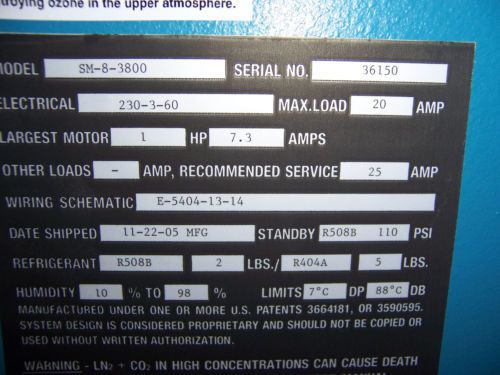 troying ozone in the upper atmosphere.
MODEL SM-8-3800 SERIAL NO. 36150
ELECTRICAL 230-3-60 MAX.LOAD 20 AMP
LARGEST MOTOR 1 HP 7.3 AMPS
OTHER LOADS - AMP, RECOMMENDED SERVICE 25 AMP
WIRING SCHEMATIC E-5404-13-14
DATE SHIPPED 11-22-05 MFG STANDBY R508B 110 PSI
REFRIGERANT R508B 2 LBS./ R404A 5 LBS.
HUMIDITY 10 % TO 98 % LIMITS 7°C DP 88°C DB
MANUFACTURED UNDER ONE OR MORE U.S. PATENTS 3664181, OR 3590595.
SYSTEM DESIGN IS CONSIDERED PROPRIETARY AND SHOULD NOT BE COPIED OR
USED WITHOUT WRITTEN AUTHORIZATION.
WARNING - LN₂ + CO₂ IN HIGH CONCENTRATIONS CAN CAUSE DEATH